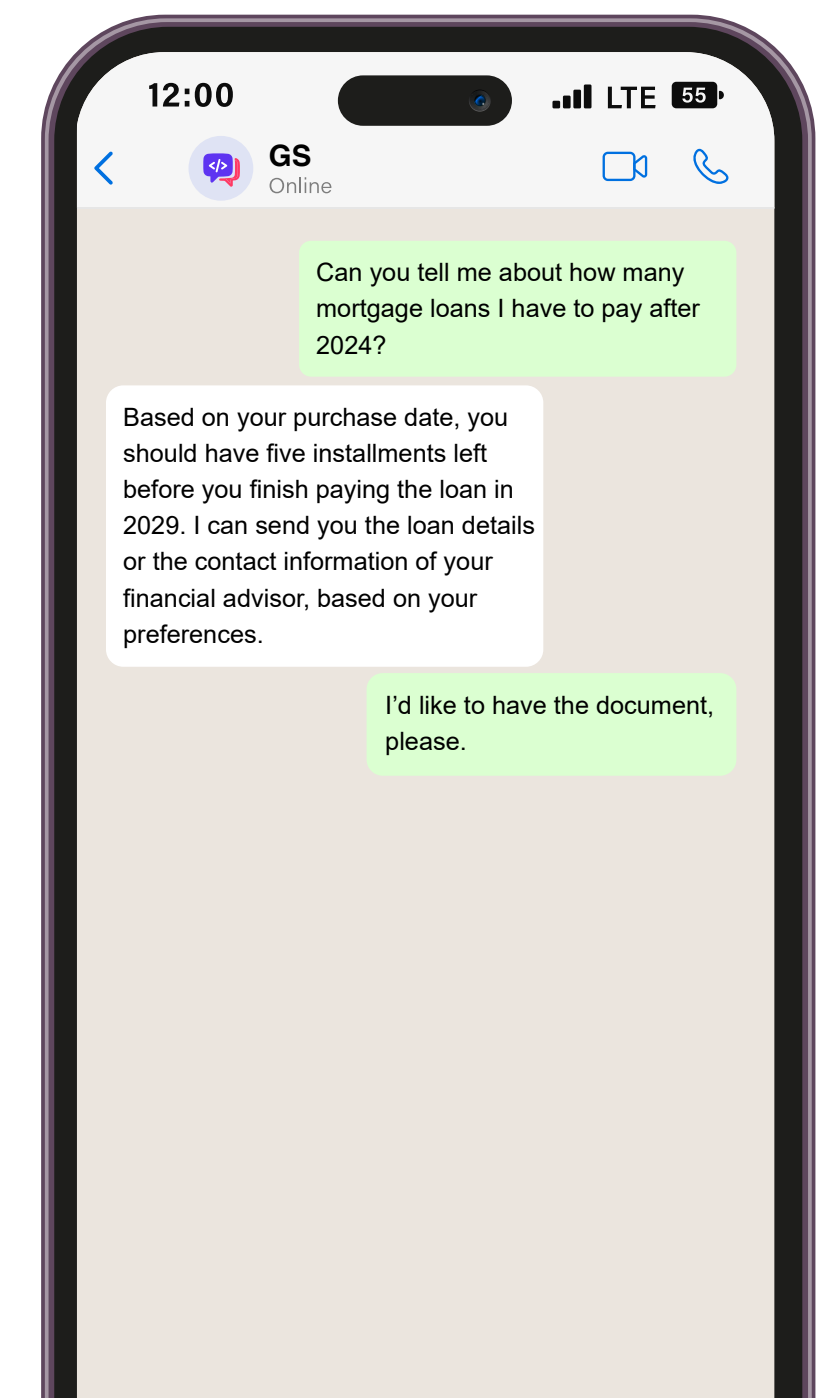 12:00
LTE
55
</>
GS
Online
Can you tell me about how many
mortgage loans I have to pay after
2024?
Based on your purchase date, you
should have five installments left
before you finish paying the loan in
2029. I can send you the loan details
or the contact information of your
financial advisor, based on your
preferences.
I’d like to have the document,
please.